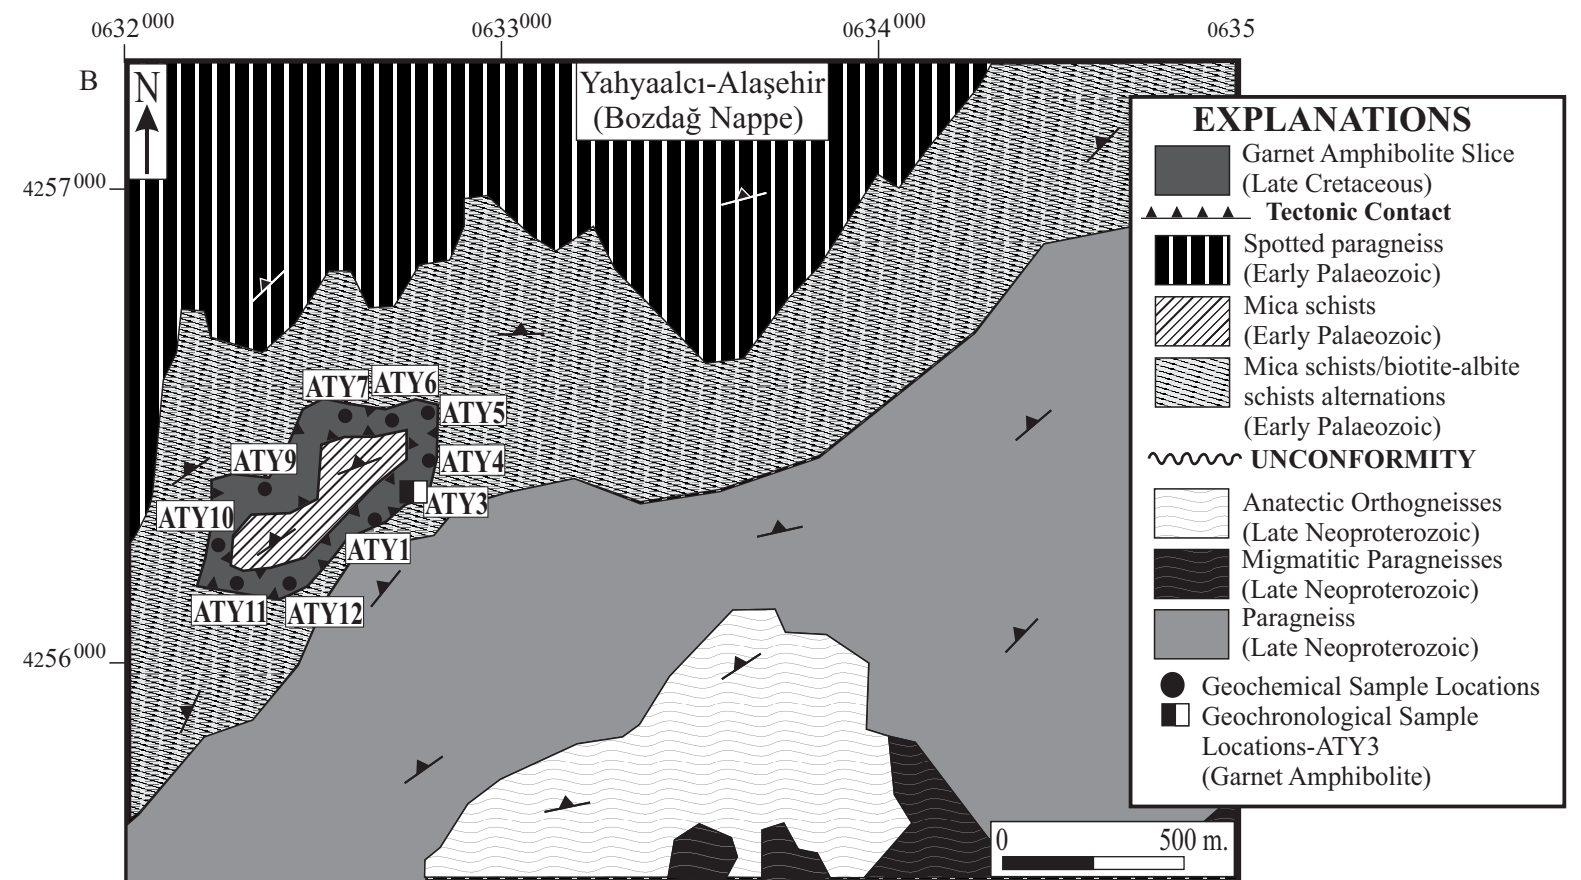 0632000
0633000
0634000
0635
B
N
Yahyaalcı-Alaşehir
(Bozdağ Nappe)
4257000
4256000
ATY7
ATY6
ATY5
ATY9
ATY4
ATY3
ATY10
ATY1
ATY11
ATY12
0
500 m.
EXPLANATIONS
Garnet Amphibolite Slice
(Late Cretaceous)
Tectonic Contact
Spotted paragneiss
(Early Palaeozoic)
Mica schists
(Early Palaeozoic)
Mica schists/biotite-albite
schists alternations
(Early Palaeozoic)
UNCONFORMITY
Anatectic Orthogneisses
(Late Neoproterozoic)
Migmatitic Paragneisses
(Late Neoproterozoic)
Paragneiss
(Late Neoproterozoic)
Geochemical Sample Locations
Geochronological Sample
Locations-ATY3
(Garnet Amphibolite)